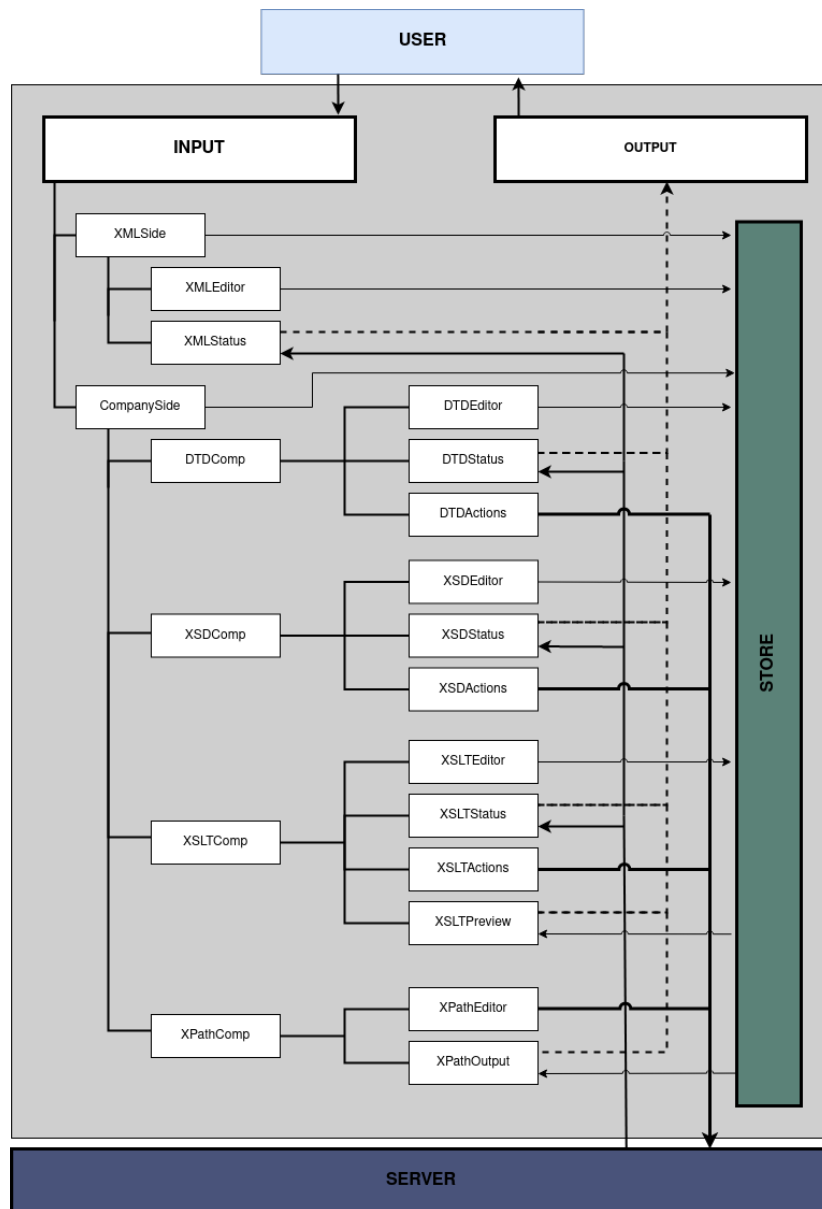 USER
INPUT
OUTPUT
XMLSide
XMLEditor
XMLStatus
CompanySide
DTDEditor
DTDComp
DTDStatus
DTDActions
XSDEditor
XSDComp
XSDStatus
XSDActions
STORE
XSLTEditor
XSLTStatus
XSLTComp
XSLTActions
XSLTPreview
XPathEditor
XPathComp
XPathOutput
SERVER